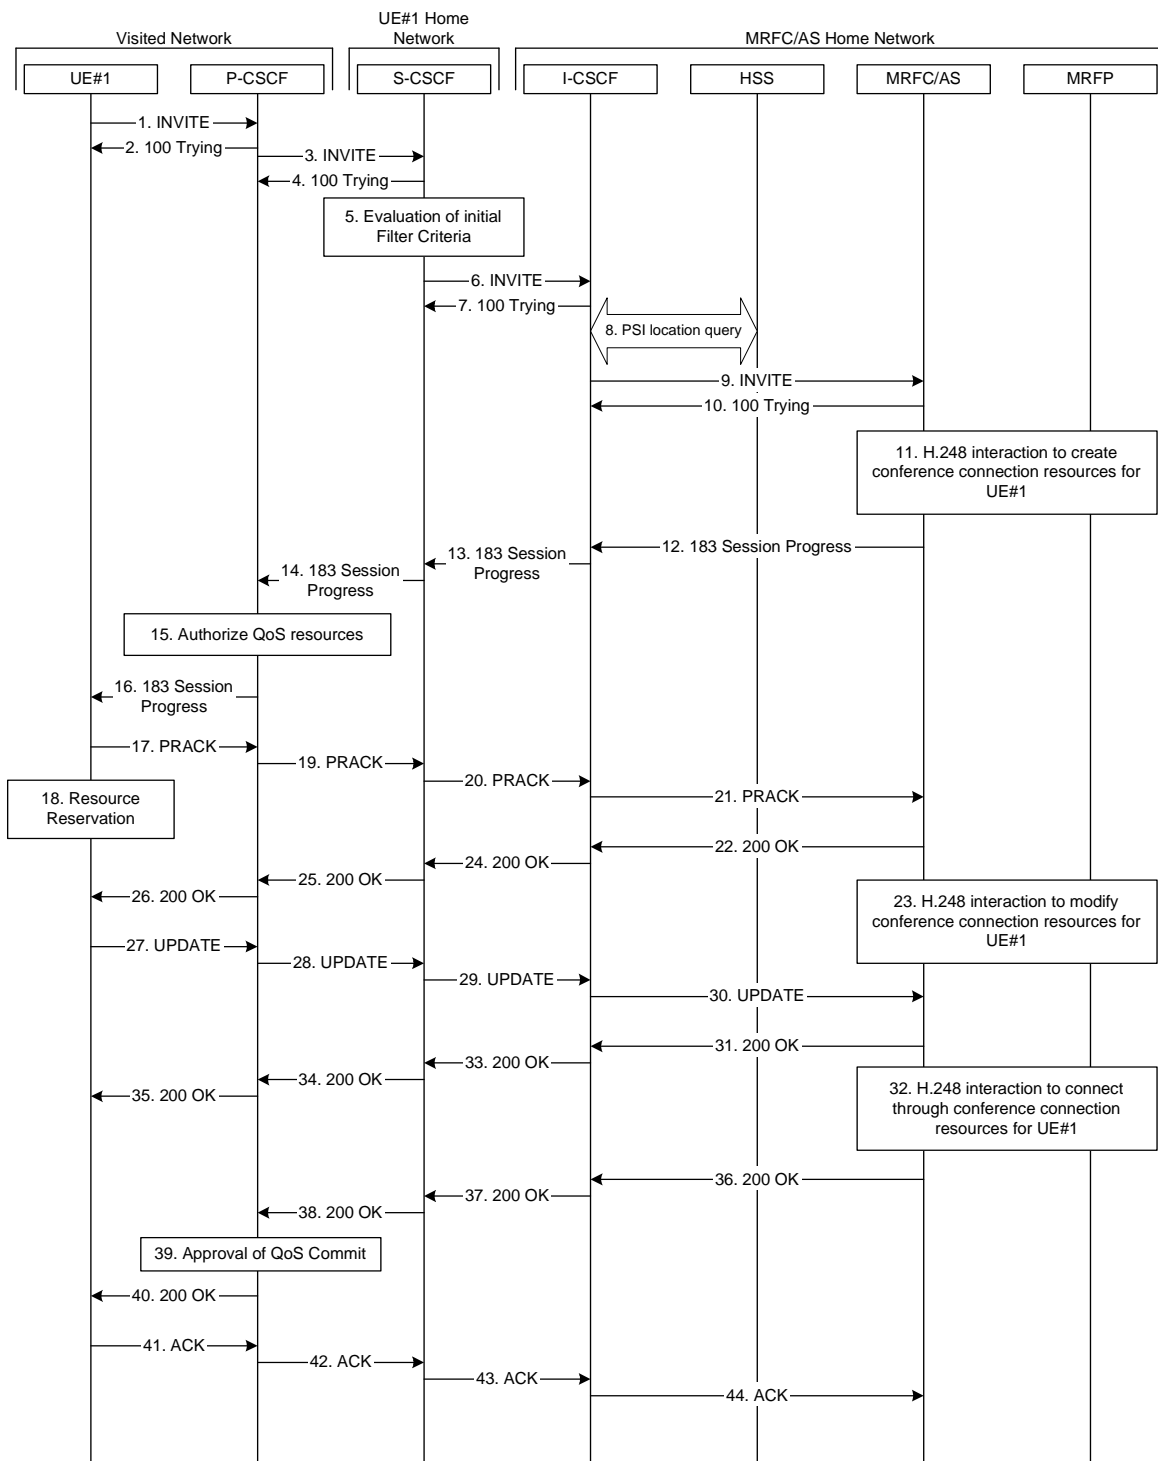 UE#1 Home
Network
Visited Network
MRFC/AS Home Network
UE#1
P-CSCF
S-CSCF
I-CSCF
HSS
MRFC/AS
MRFP
1. INVITE
2. 100 Trying
3. INVITE
4. 100 Trying
5. Evaluation of initial
Filter Criteria
6. INVITE
7. 100 Trying
8. PSI location query
9. INVITE
10. 100 Trying
11. H.248 interaction to create
conference connection resources for
UE#1
12. 183 Session Progress
13. 183 Session
Progress
14. 183 Session
Progress
15. Authorize QoS resources
16. 183 Session
Progress
17. PRACK
19. PRACK
20. PRACK
18. Resource
Reservation
21. PRACK
22. 200 OK
24. 200 OK
25. 200 OK
26. 200 OK
23. H.248 interaction to modify
conference connection resources for
UE#1
27. UPDATE
28. UPDATE
29. UPDATE
30. UPDATE
31. 200 OK
33. 200 OK
34. 200 OK
35. 200 OK
32. H.248 interaction to connect
through conference connection
resources for UE#1
36. 200 OK
37. 200 OK
38. 200 OK
39. Approval of QoS Commit
40. 200 OK
41. ACK
42. ACK
43. ACK
44. ACK